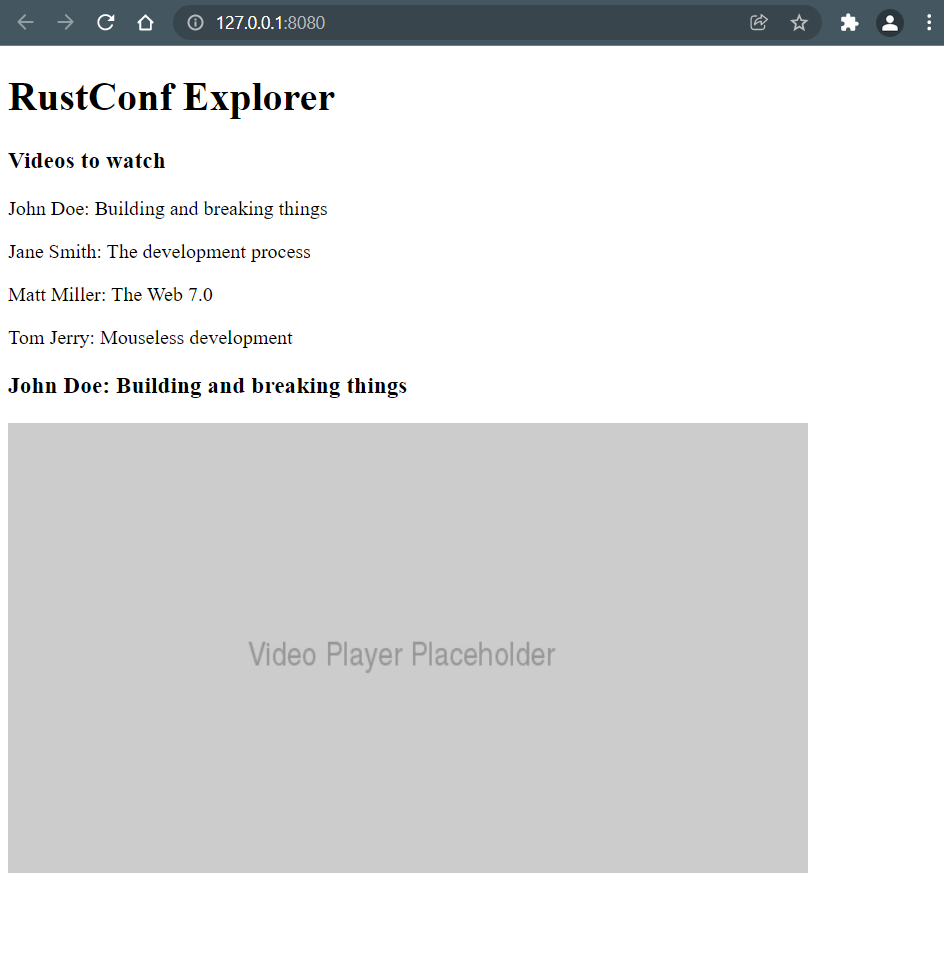 127.0.0.1:8080
RustConf Explorer
Videos to watch
John Doe: Building and breaking things
Jane Smith: The development process
Matt Miller: The Web 7.0
Tom Jerry: Mouseless development
John Doe: Building and breaking things
Video Player Placeholder